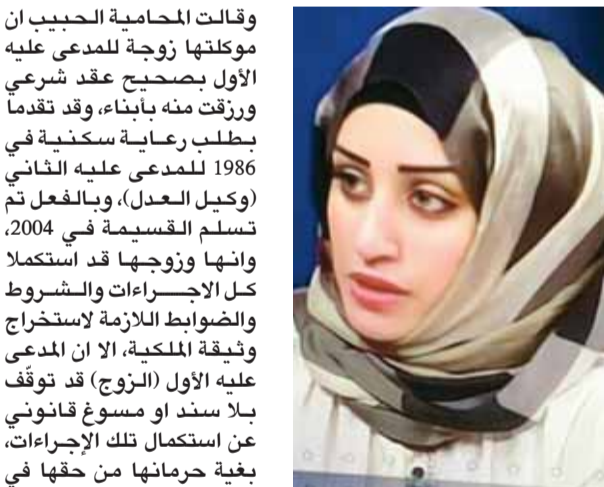 وقالت المحامية الحبيب ان
موكلتها زوجة للمدعى عليه
الأول بصحيح عقد شرعي
ورزقت منه بأبناء، وقد تقدما
بطلب رعاية سكنية في
1986 للمدعى عليه الثاني
(وكيل العدل)، وبالفعل تم
تسلم القسيمة في 2004،
وانها وزوجها قد استكملا
كل الاجراءات والشروط
والضوابط اللازمة لاستخراج
وثيقة الملكية، الا ان المدعى
عليه الأول (الزوج) قد توقّف
بلا سند او مسوغ قانوني
عن استكمال تلك الإجراءات،
بغية حرمانها من حقها في